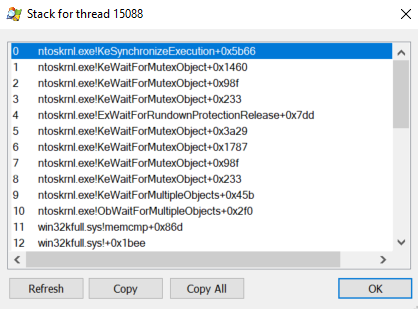 Stack for thread 15088
0 ntoskrnl.exe!KeSynchronizeExecution+0x5b66
1 ntoskrnl.exe!KeWaitForMutexObject+0x1460
2 ntoskrnl.exe!KeWaitForMutexObject+0x98f
3 ntoskrnl.exe!KeWaitForMutexObject+0x233
4 ntoskrnl.exe!ExWaitForRundownProtectionRelease+0x7dd
5 ntoskrnl.exe!KeWaitForMutexObject+0x3a29
6 ntoskrnl.exe!KeWaitForMutexObject+0x1787
7 ntoskrnl.exe!KeWaitForMutexObject+0x98f
8 ntoskrnl.exe!KeWaitForMutexObject+0x233
9 ntoskrnl.exe!KeWaitForMultipleObjects+0x45b
10 ntoskrnl.exe!ObWaitForMultipleObjects+0x2f0
11 win32kfull.sys!memcmp+0x86d
12 win32kfull.sys!+0x1bee
Refresh Copy Copy All OK